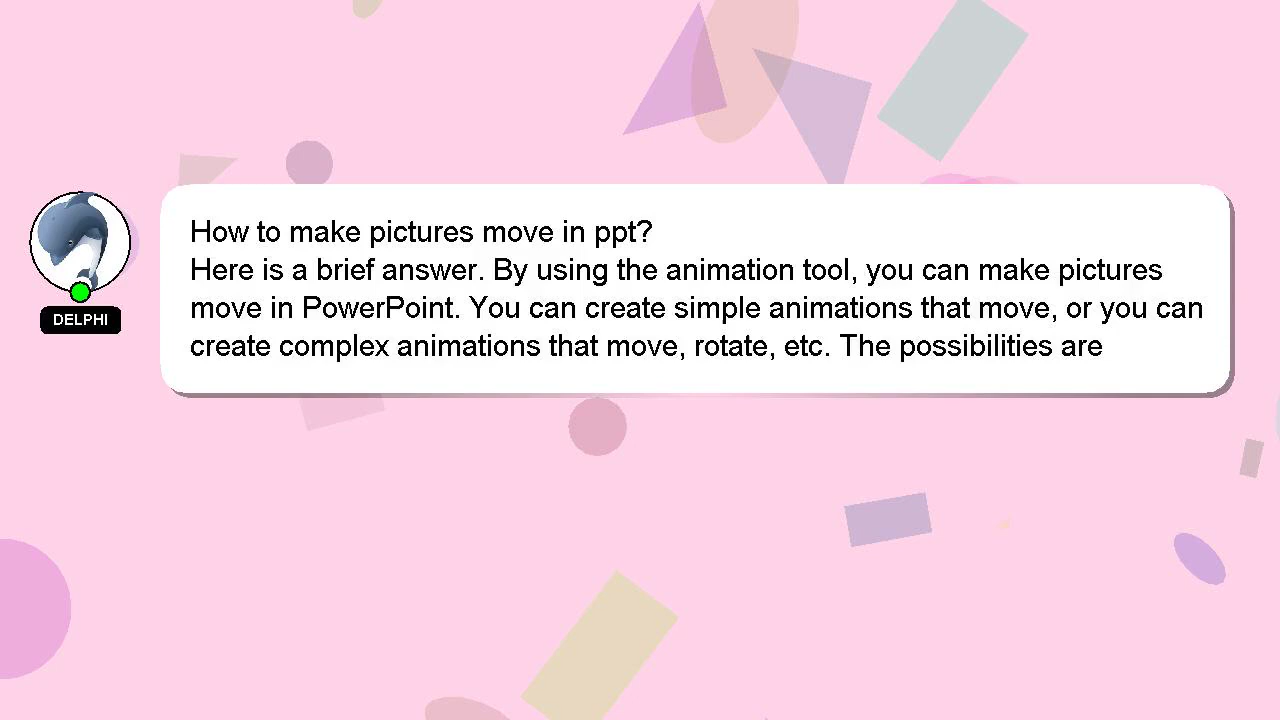 How to make pictures move in ppt?
Here is a brief answer. By using the animation tool, you can make pictures
move in PowerPoint. You can create simple animations that move, or you can
create complex animations that move, rotate, etc. The possibilities are
DELPHI